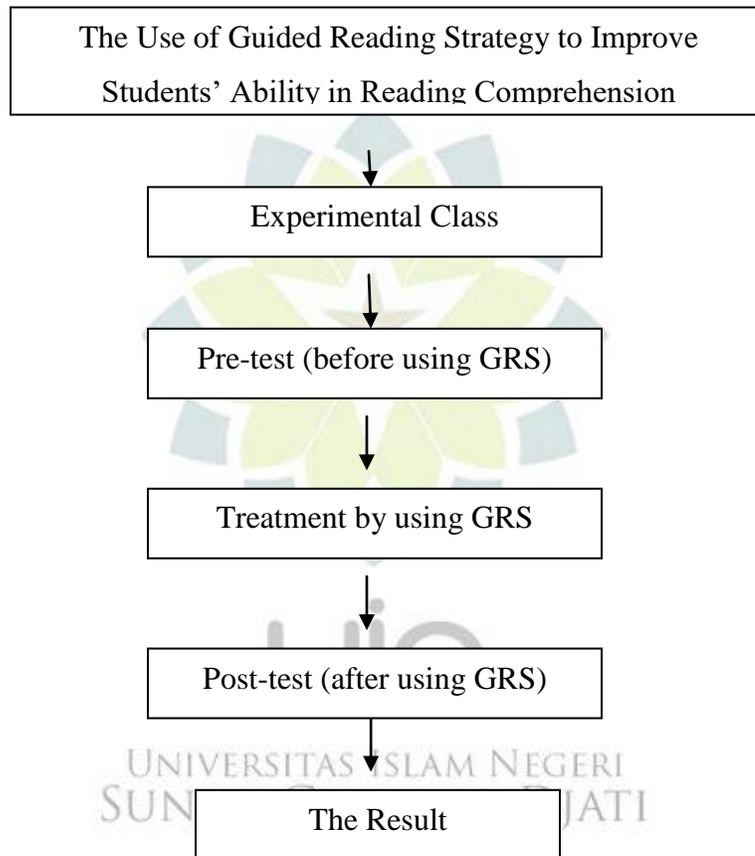 The Use of Guided Reading Strategy to Improve
Students’ Ability in Reading Comprehension
Experimental Class
Pre-test (before using GRS)
Treatment by using GRS
Post-test (after using GRS)
UNIVERSITAS ISLAM NEGERI
The Result